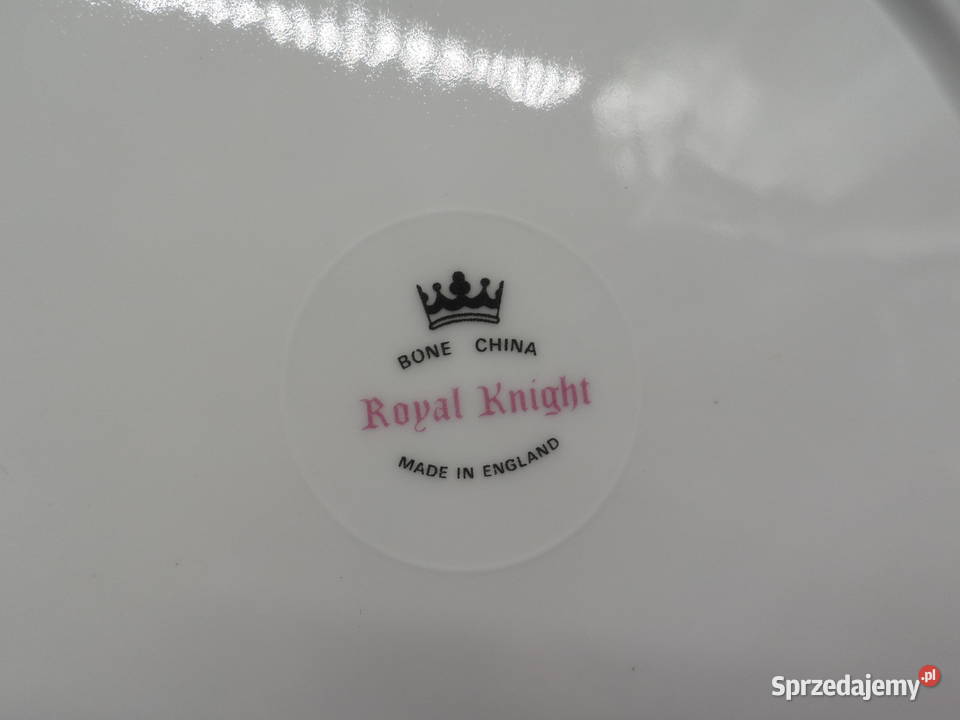 BONE CHINA
Royal Knight
MADE IN ENGLAND
Sprzedajemy.pl